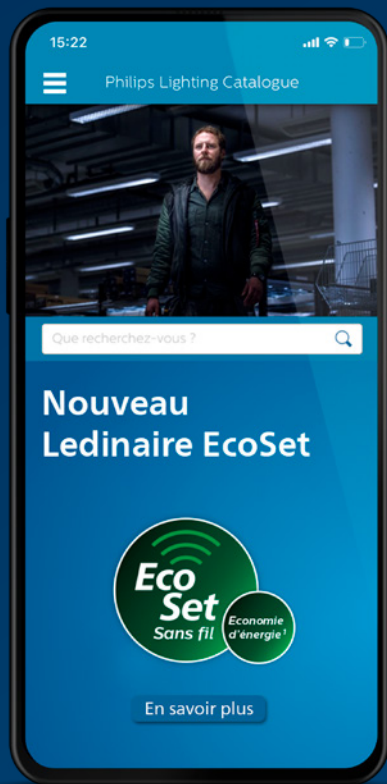 15:22
Philips Lighting Catalogue
Que recherchez-vous ?
Nouveau
Ledinaire EcoSet
Eco
Set
Sans fil
Economie
d'énergie¹
En savoir plus